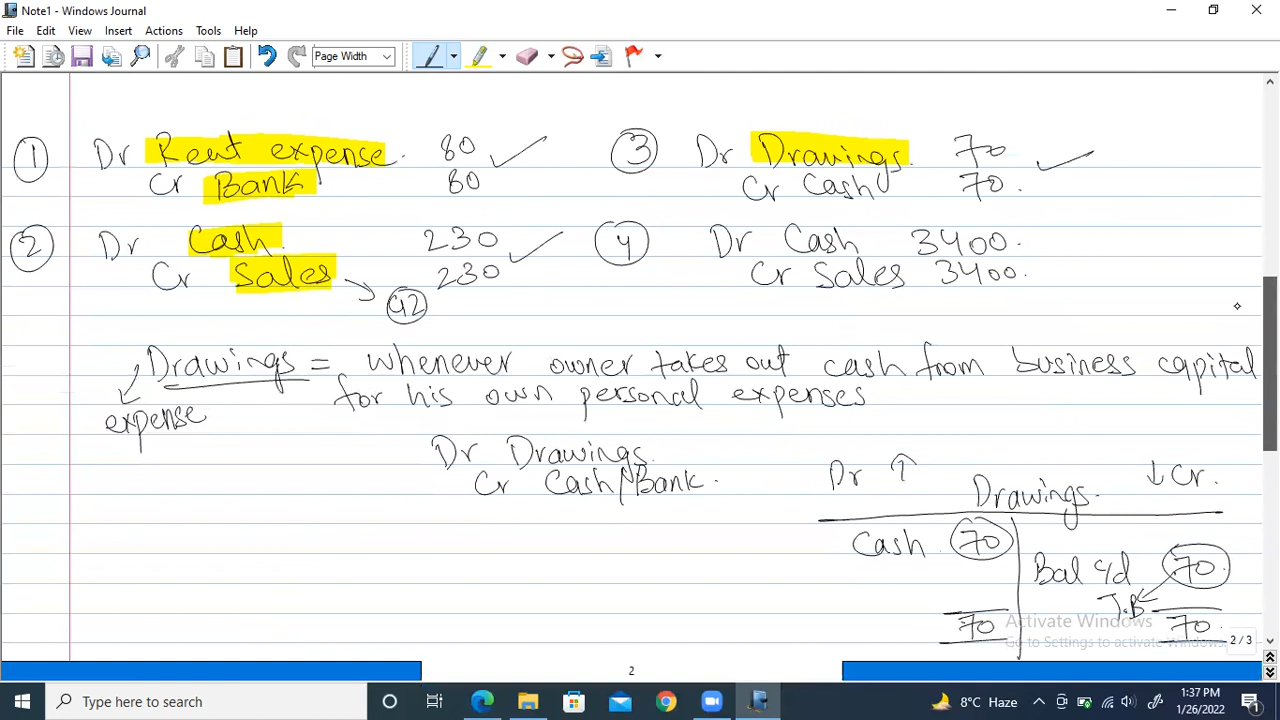 Note1 - Windows Journal
File Edit View Insert Actions Tools Help
Page Width
① Dr Rent expense. 80
Cr Bank 80
② Dr Cash. 230
Cr Sales 230
42
③ Dr Drawings. 70
Cr Cash 70.
④ Dr Cash 3400.
Cr Sales 3400.
Drawings = whenever owner takes out cash from business capital
for his own personal expenses
expense
Dr Drawings.
Cr Cash/Bank.
Dr ↑ Drawings. ↓ Cr.
Cash 70 Bal c/d 70.
T.B
70 70.
Activate Windows
Go to Settings to activate Windows.
2 / 3
2
Type here to search
8°C Haze
1:37 PM
1/26/2022
1